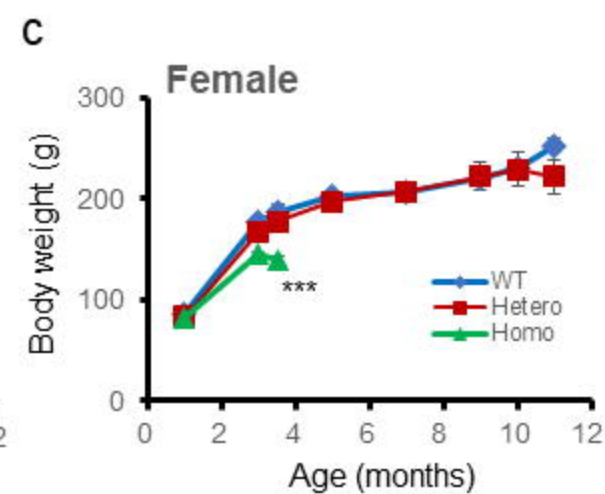 C
Female
300
200
100
0
Body weight (g)
WT
Hetero
Homo
***
0 2 4 6 8 10 12
Age (months)
2